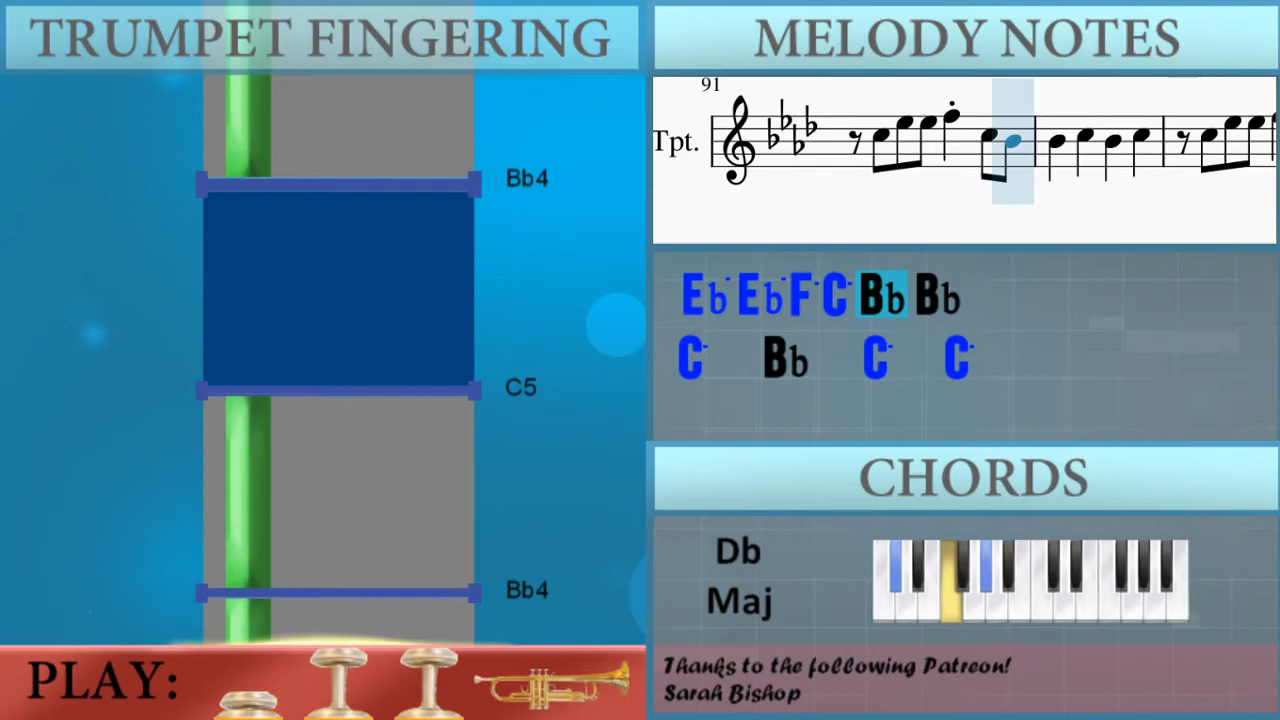 TRUMPET FINGERING
Bb4
C5
Bb4
PLAY:
MELODY NOTES
91
Tpt.
Eb- Eb- F- C- Bb Bb
C- Bb C- C-
CHORDS
Db
Maj
Thanks to the following Patreon!
Sarah Bishop